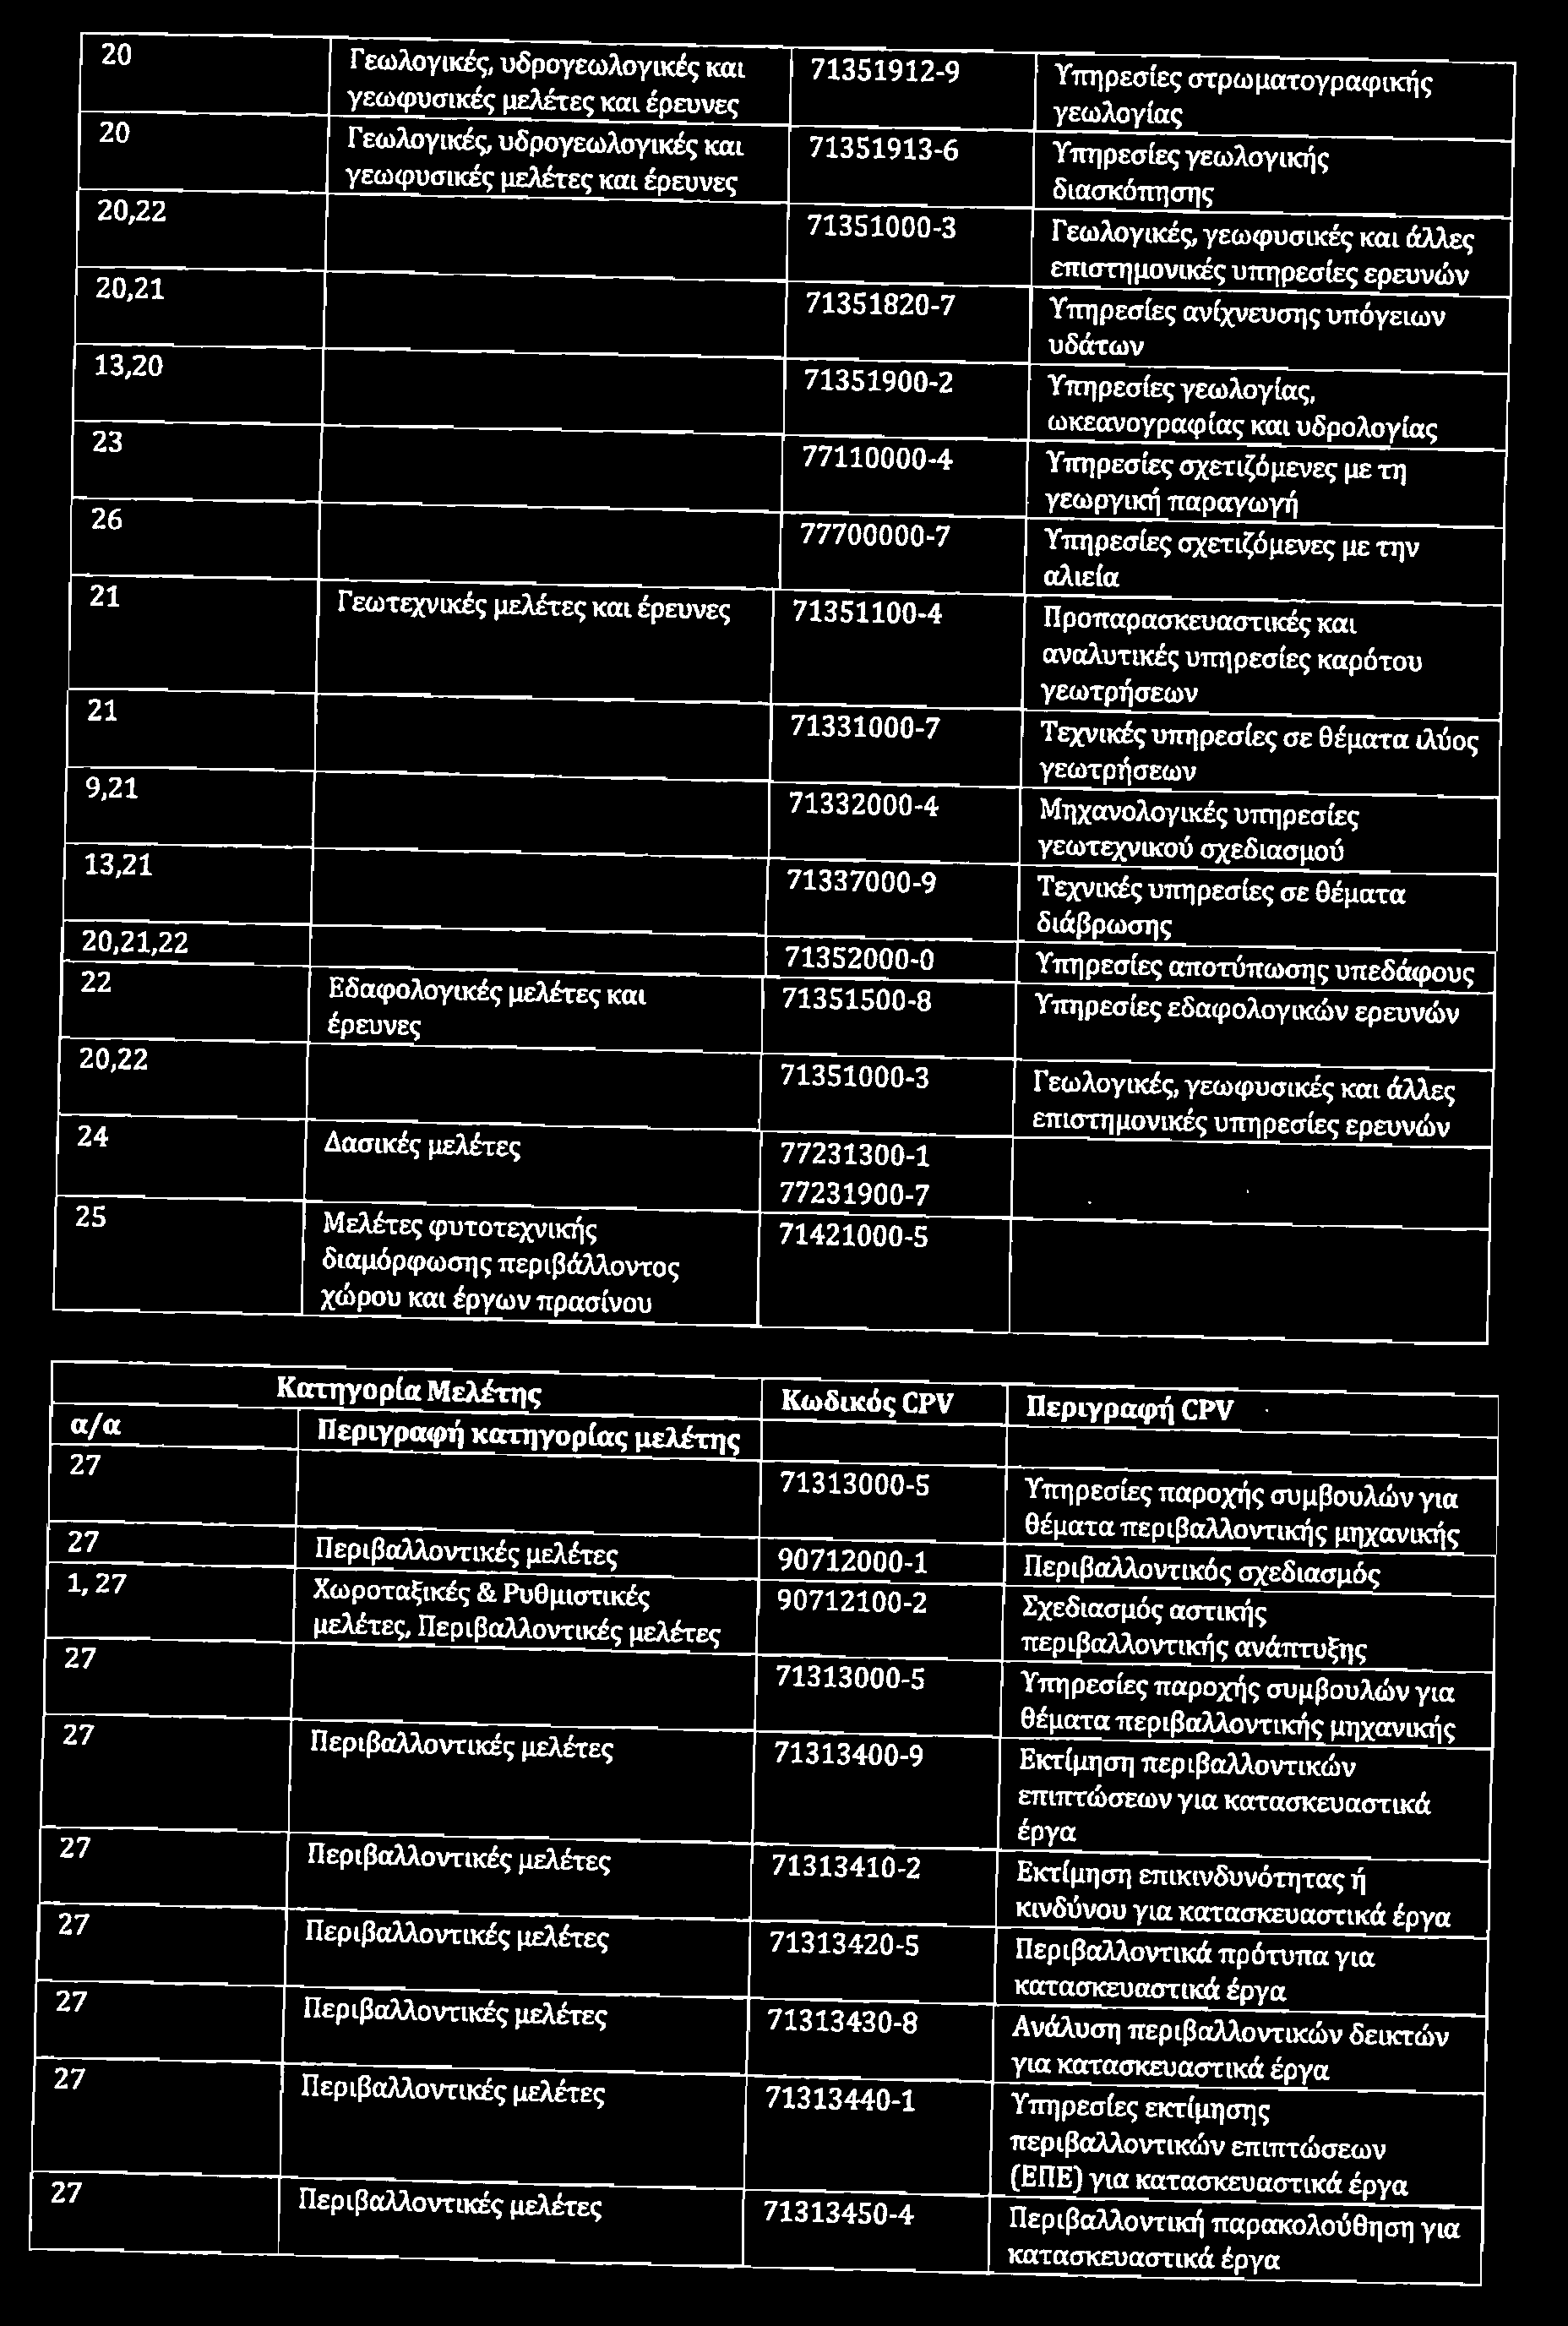 20 Γεωλογικές, υδρογεωλογικές και 71351912-9 Υπηρεσίες στρωματογραφικής
γεωφυσικές μελέτες και έρευνες γεωλογίας
20 Γεωλογικές, υδρογεωλογικές και 71351913-6 Υπηρεσίες γεωλογικής
γεωφυσικές μελέτες και έρευνες διασκόπησης
20,22 71351000-3 Γεωλογικές, γεωφυσικές και άλλες
επιστημονικές υπηρεσίες ερευνών
20,21 71351820-7 Υπηρεσίες ανίχνευσης υπόγειων
υδάτων
13,20 71351900-2 Υπηρεσίες γεωλογίας,
ωκεανογραφίας και υδρολογίας
23 77110000-4 Υπηρεσίες σχετιζόμενες με τη
γεωργική παραγωγή
26 77700000-7 Υπηρεσίες σχετιζόμενες με την
αλιεία
21 Γεωτεχνικές μελέτες και έρευνες 71351100-4 Προπαρασκευαστικές και
αναλυτικές υπηρεσίες καρότου
γεωτρήσεων
21 71331000-7 Τεχνικές υπηρεσίες σε θέματα ιλύος
γεωτρήσεων
9,21 71332000-4 Μηχανολογικές υπηρεσίες
γεωτεχνικού σχεδιασμού
13,21 71337000-9 Τεχνικές υπηρεσίες σε θέματα
διάβρωσης
20,21,22 71352000-0 Υπηρεσίες αποτύπωσης υπεδάφους
22 Εδαφολογικές μελέτες και 71351500-8 Υπηρεσίες εδαφολογικών ερευνών
έρευνες
20,22 71351000-3 Γεωλογικές, γεωφυσικές και άλλες
επιστημονικές υπηρεσίες ερευνών
24 Δασικές μελέτες 77231300-1
77231900-7
25 Μελέτες φυτοτεχνικής 71421000-5
διαμόρφωσης περιβάλλοντος
χώρου και έργων πρασίνου
Κατηγορία Μελέτης Κωδικός CPV Περιγραφή CPV
α/α Περιγραφή κατηγορίας μελέτης
27 71313000-5 Υπηρεσίες παροχής συμβουλών για
θέματα περιβαλλοντικής μηχανικής
27 Περιβαλλοντικές μελέτες 90712000-1 Περιβαλλοντικός σχεδιασμός
1, 27 Χωροταξικές & Ρυθμιστικές 90712100-2 Σχεδιασμός αστικής
μελέτες, Περιβαλλοντικές μελέτες περιβαλλοντικής ανάπτυξης
27 71313000-5 Υπηρεσίες παροχής συμβουλών για
θέματα περιβαλλοντικής μηχανικής
27 Περιβαλλοντικές μελέτες 71313400-9 Εκτίμηση περιβαλλοντικών
επιπτώσεων για κατασκευαστικά
έργα
27 Περιβαλλοντικές μελέτες 71313410-2 Εκτίμηση επικινδυνότητας ή
κινδύνου για κατασκευαστικά έργα
27 Περιβαλλοντικές μελέτες 71313420-5 Περιβαλλοντικά πρότυπα για
κατασκευαστικά έργα
27 Περιβαλλοντικές μελέτες 71313430-8 Ανάλυση περιβαλλοντικών δεικτών
για κατασκευαστικά έργα
27 Περιβαλλοντικές μελέτες 71313440-1 Υπηρεσίες εκτίμησης
περιβαλλοντικών επιπτώσεων
(ΕΠΕ) για κατασκευαστικά έργα
27 Περιβαλλοντικές μελέτες 71313450-4 Περιβαλλοντική παρακολούθηση για
κατασκευαστικά έργα